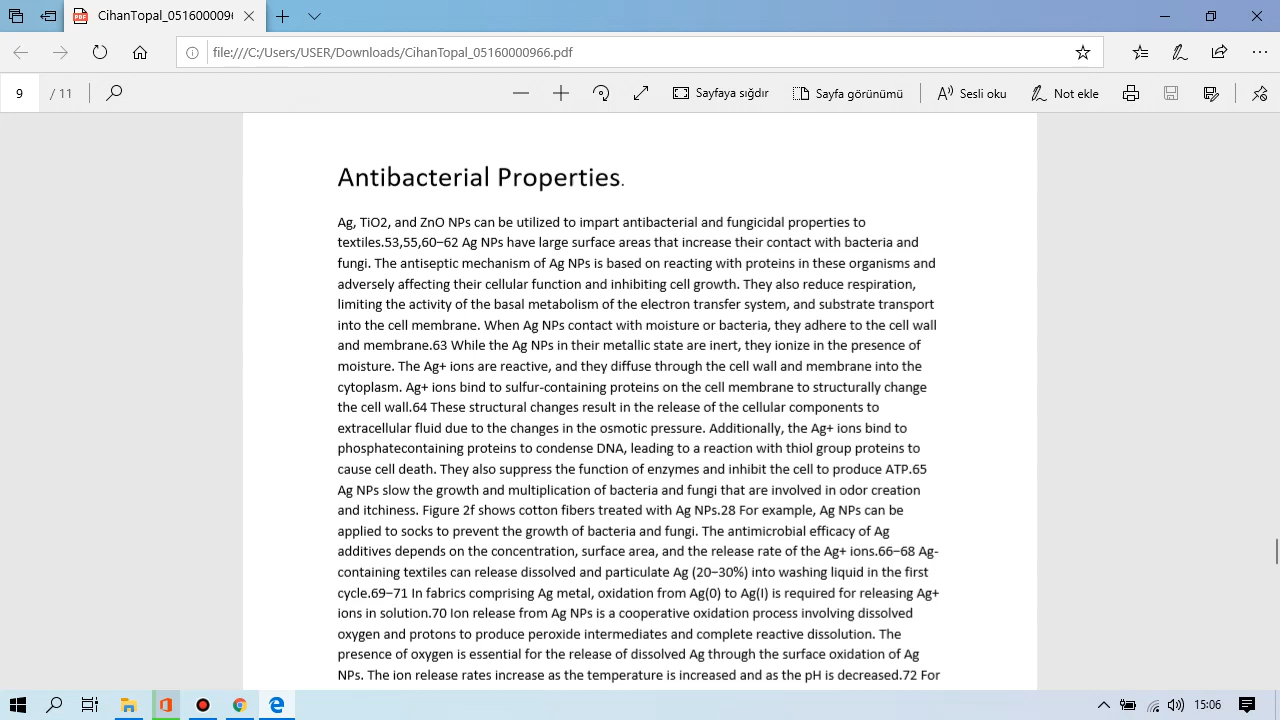 0516000096
file:///C:/Users/USER/Downloads/CihanTopal_05160000966.pdf
9 / 11 Sayfaya sığdır Sayfa görünümü Sesli oku Not ekle
Antibacterial Properties.
Ag, TiO2, and ZnO NPs can be utilized to impart antibacterial and fungicidal properties to
textiles.53,55,60−62 Ag NPs have large surface areas that increase their contact with bacteria and
fungi. The antiseptic mechanism of Ag NPs is based on reacting with proteins in these organisms and
adversely affecting their cellular function and inhibiting cell growth. They also reduce respiration,
limiting the activity of the basal metabolism of the electron transfer system, and substrate transport
into the cell membrane. When Ag NPs contact with moisture or bacteria, they adhere to the cell wall
and membrane.63 While the Ag NPs in their metallic state are inert, they ionize in the presence of
moisture. The Ag+ ions are reactive, and they diffuse through the cell wall and membrane into the
cytoplasm. Ag+ ions bind to sulfur-containing proteins on the cell membrane to structurally change
the cell wall.64 These structural changes result in the release of the cellular components to
extracellular fluid due to the changes in the osmotic pressure. Additionally, the Ag+ ions bind to
phosphatecontaining proteins to condense DNA, leading to a reaction with thiol group proteins to
cause cell death. They also suppress the function of enzymes and inhibit the cell to produce ATP.65
Ag NPs slow the growth and multiplication of bacteria and fungi that are involved in odor creation
and itchiness. Figure 2f shows cotton fibers treated with Ag NPs.28 For example, Ag NPs can be
applied to socks to prevent the growth of bacteria and fungi. The antimicrobial efficacy of Ag
additives depends on the concentration, surface area, and the release rate of the Ag+ ions.66−68 Ag-
containing textiles can release dissolved and particulate Ag (20−30%) into washing liquid in the first
cycle.69−71 In fabrics comprising Ag metal, oxidation from Ag(0) to Ag(I) is required for releasing Ag+
ions in solution.70 Ion release from Ag NPs is a cooperative oxidation process involving dissolved
oxygen and protons to produce peroxide intermediates and complete reactive dissolution. The
presence of oxygen is essential for the release of dissolved Ag through the surface oxidation of Ag
NPs. The ion release rates increase as the temperature is increased and as the pH is decreased.72 For
15:06